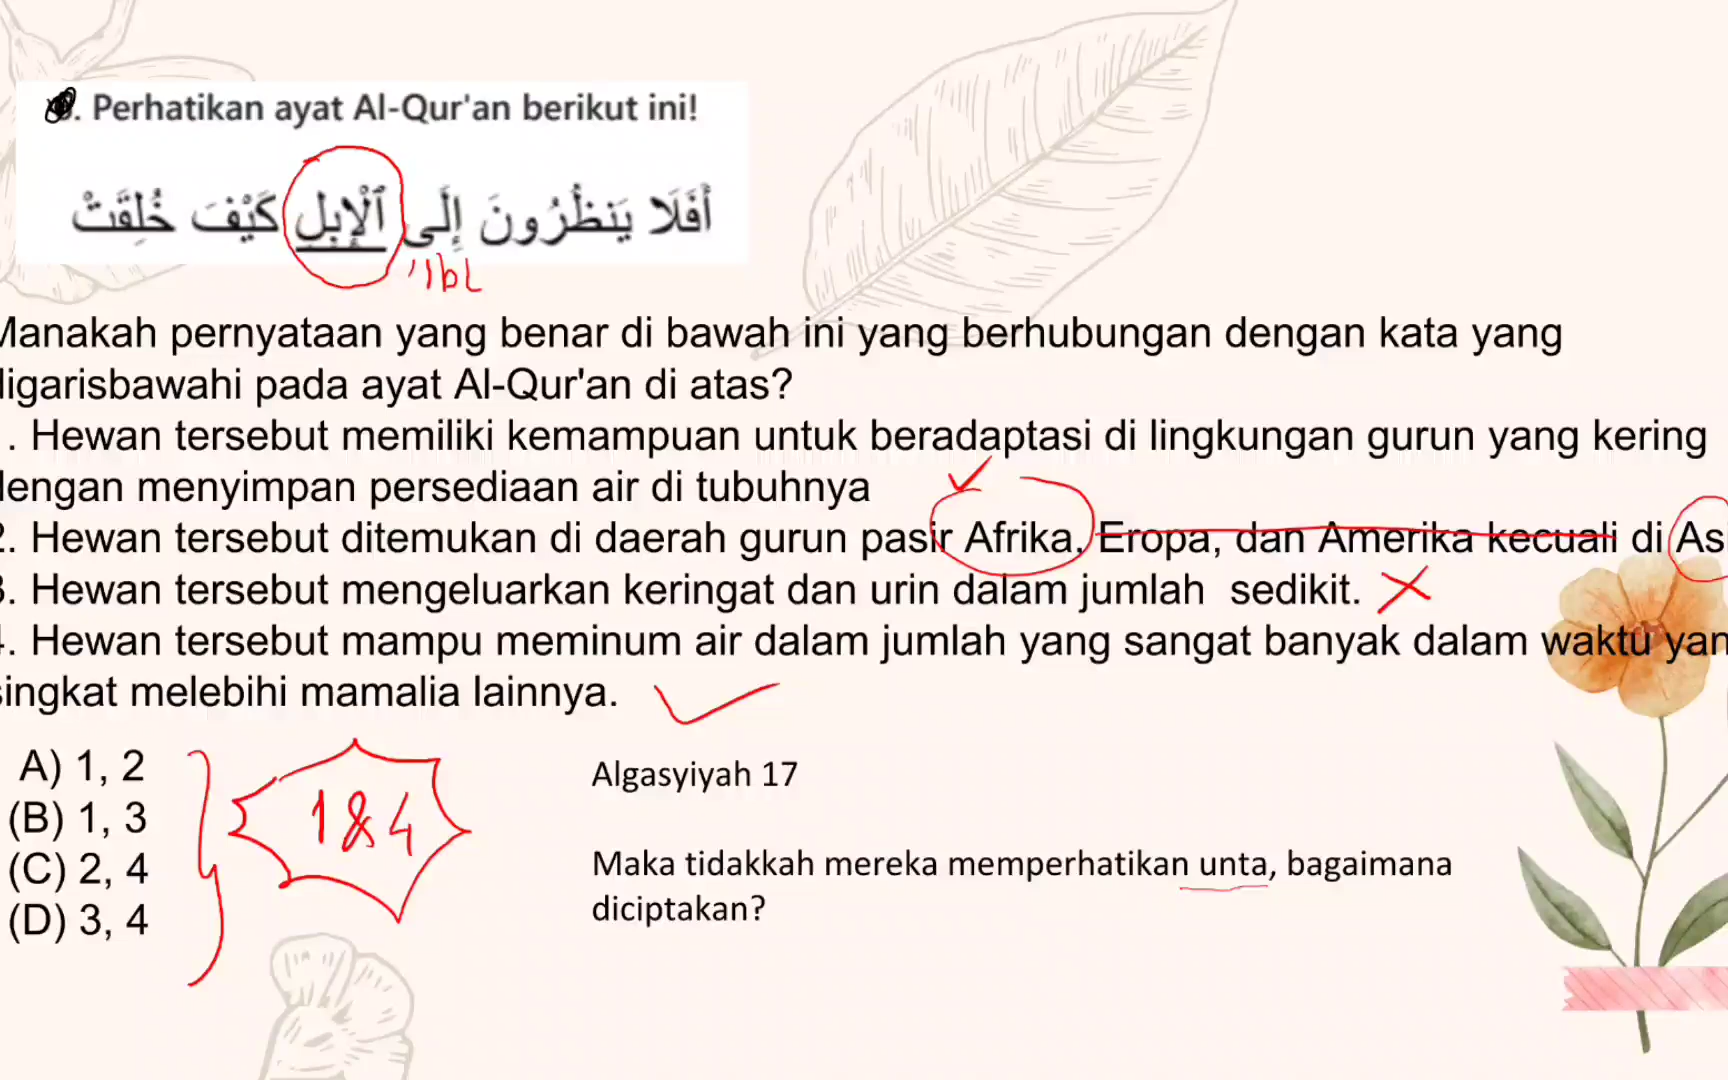 . Perhatikan ayat Al-Qur'an berikut ini!
أَفَلَا يَنظُرُونَ إِلَى ٱلْإِبِلِ كَيْفَ خُلِقَتْ
'Ibl
Manakah pernyataan yang benar di bawah ini yang berhubungan dengan kata yang
digarisbawahi pada ayat Al-Qur'an di atas?
. Hewan tersebut memiliki kemampuan untuk beradaptasi di lingkungan gurun yang kering
dengan menyimpan persediaan air di tubuhnya
2. Hewan tersebut ditemukan di daerah gurun pasir Afrika, Eropa, dan Amerika kecuali di As
3. Hewan tersebut mengeluarkan keringat dan urin dalam jumlah sedikit.
4. Hewan tersebut mampu meminum air dalam jumlah yang sangat banyak dalam waktu yan
singkat melebihi mamalia lainnya.
A) 1, 2
(B) 1, 3
(C) 2, 4
(D) 3, 4
1 & 4
Algasyiyah 17
Maka tidakkah mereka memperhatikan unta, bagaimana
diciptakan?